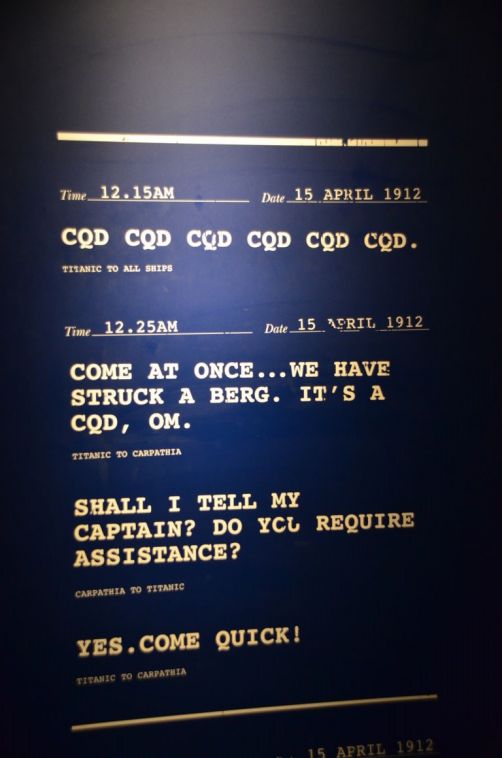 Time 12.15AM Date 15 APRIL 1912
CQD CQD CQD CQD CQD CQD.
TITANIC TO ALL SHIPS
Time 12.25AM Date 15 APRIL 1912
COME AT ONCE...WE HAVE
STRUCK A BERG. IT'S A
CQD, OM.
TITANIC TO CARPATHIA
SHALL I TELL MY
CAPTAIN? DO YOU REQUIRE
ASSISTANCE?
CARPATHIA TO TITANIC
YES.COME QUICK!
TITANIC TO CARPATHIA
15 APRIL 1912